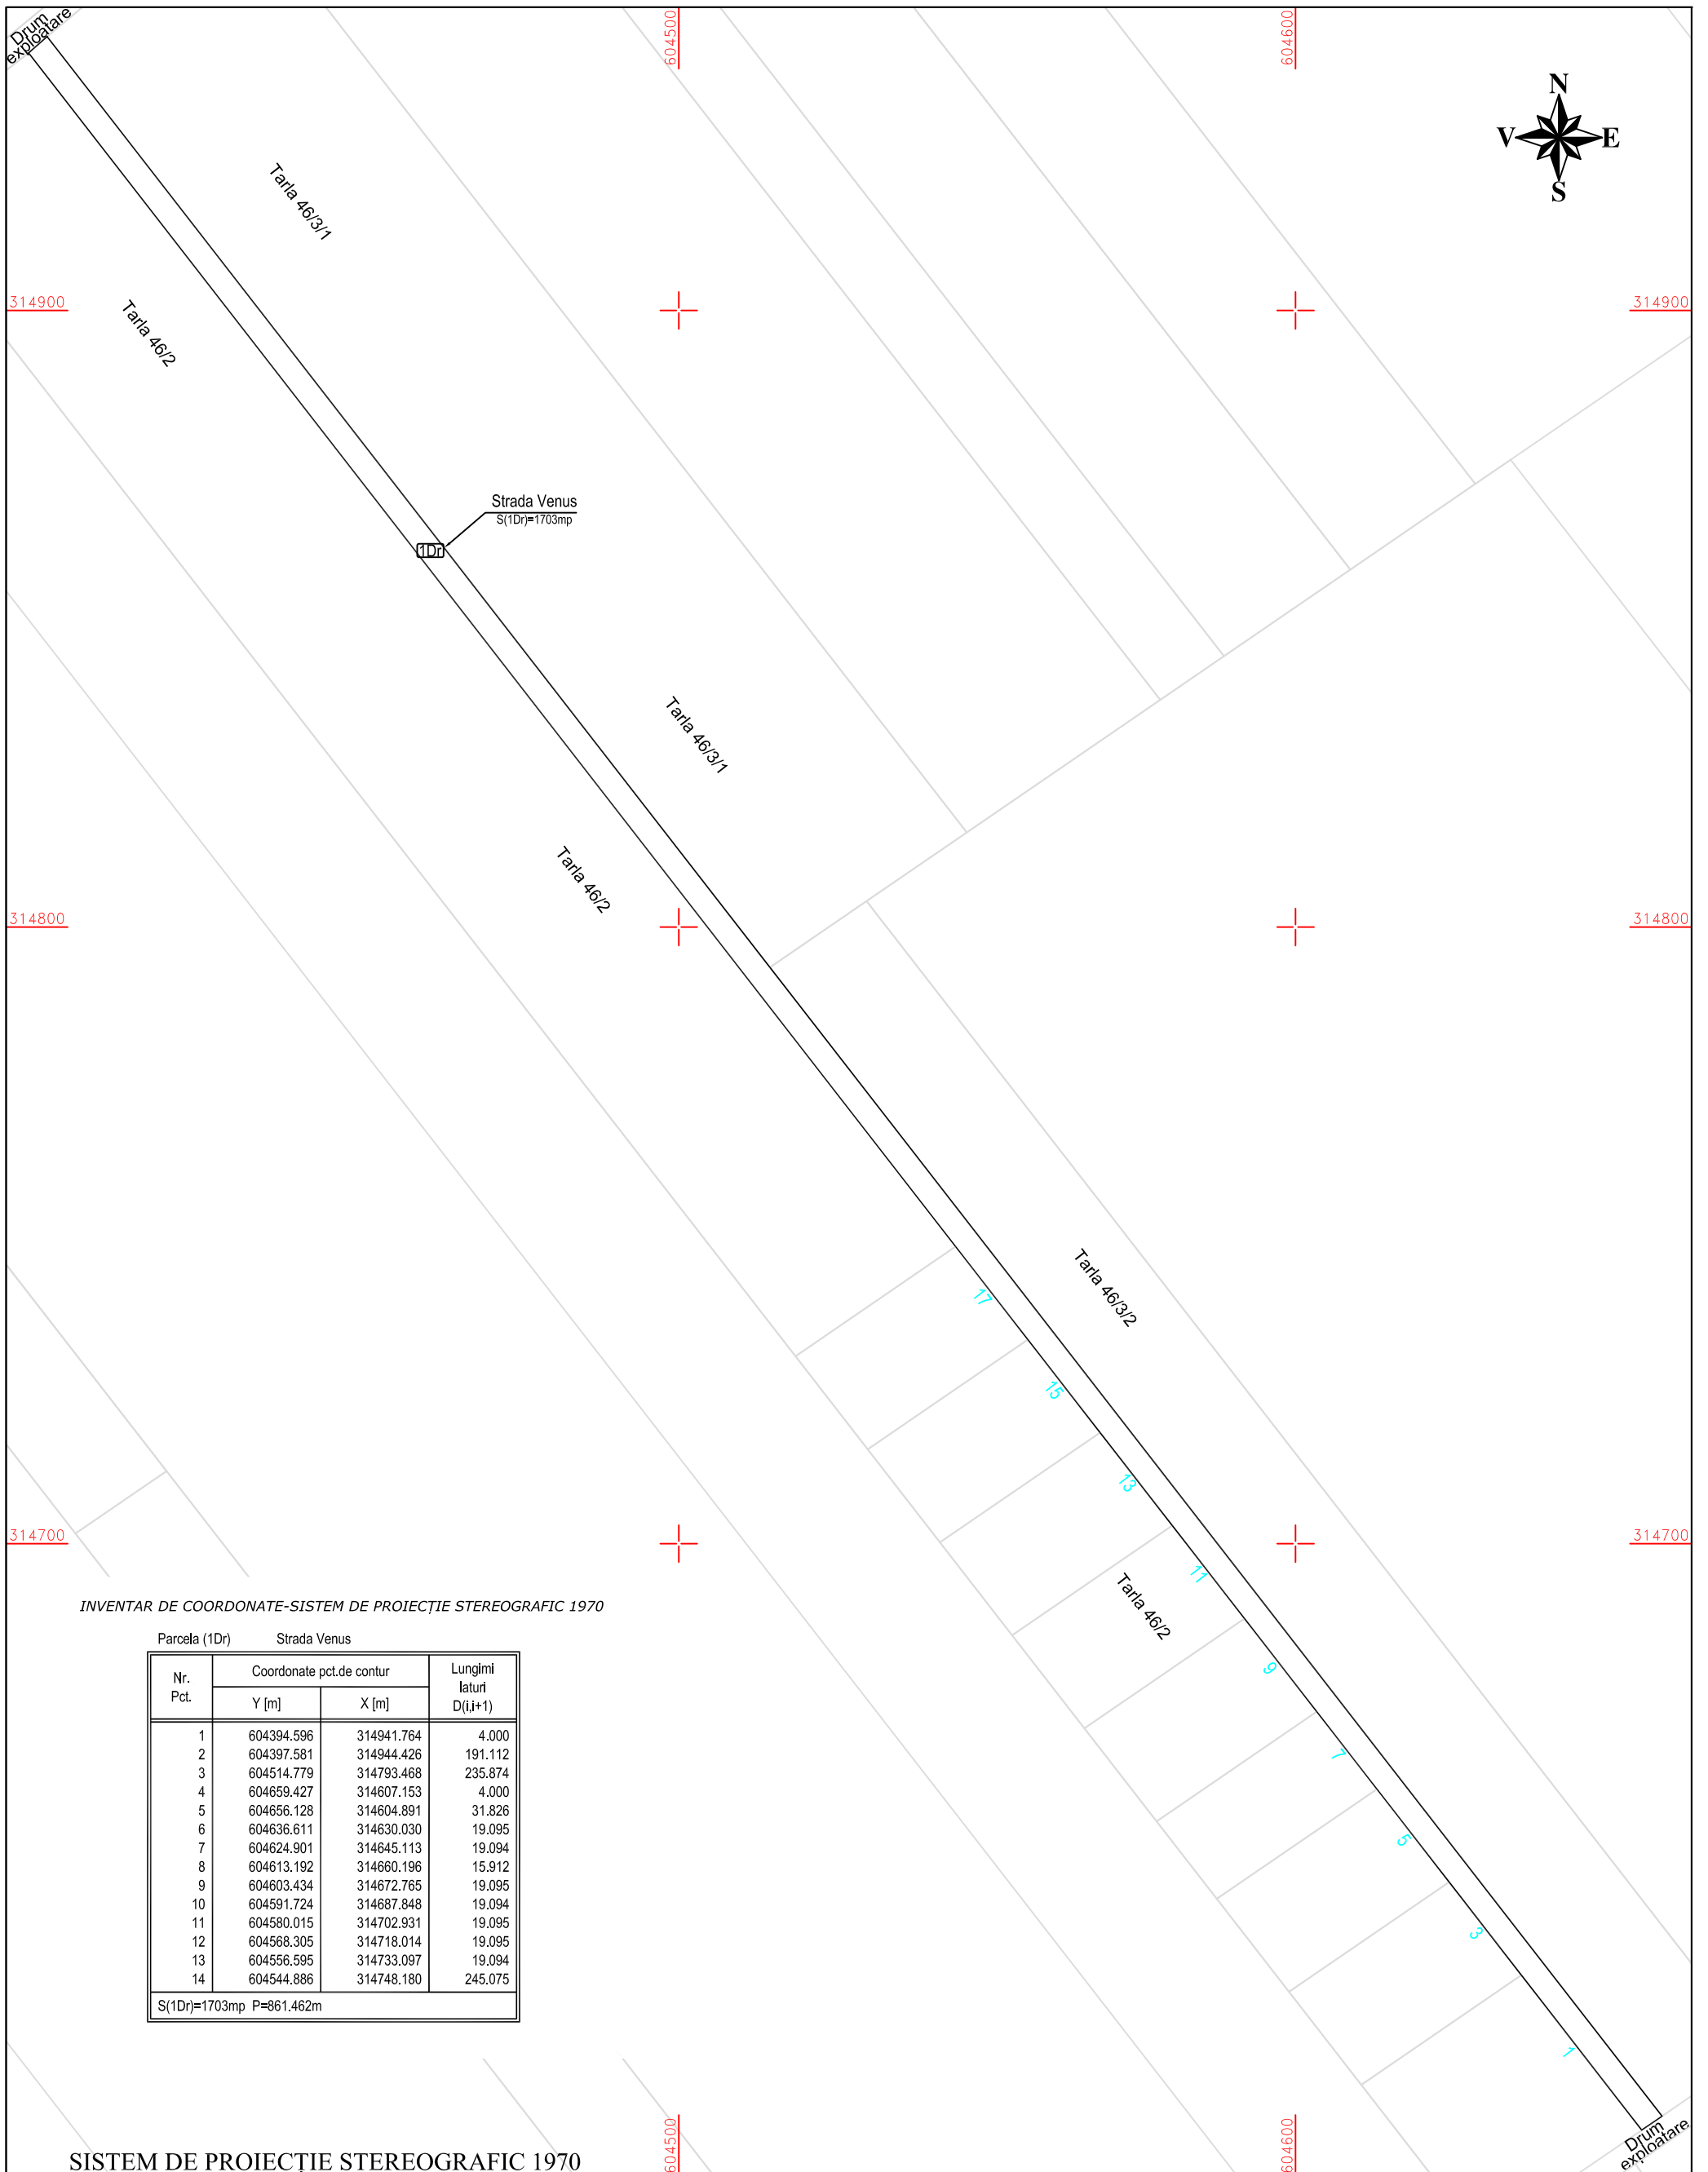 Drum
exploatare
604500
604600
N
V E
S
Tarla 46/3/1
314900
314900
Tarla 46/2
Strada Venus
S(1Dr)=1703mp
1Dr
Tarla 46/3/1
Tarla 46/2
314800
314800
Tarla 46/3/2
17
15
13
314700
314700
11
Tarla 46/2
9
7
5
3
1
INVENTAR DE COORDONATE-SISTEM DE PROIECȚIE STEREOGRAFIC 1970
Parcela (1Dr) Strada Venus
Nr. Pct. Coordonate pct.de contur Lungimi laturi D(i,i+1)
Y [m] X [m]
1 604394.596 314941.764 4.000
2 604397.581 314944.426 191.112
3 604514.779 314793.468 235.874
4 604659.427 314607.153 4.000
5 604656.128 314604.891 31.826
6 604636.611 314630.030 19.095
7 604624.901 314645.113 19.094
8 604613.192 314660.196 15.912
9 604603.434 314672.765 19.095
10 604591.724 314687.848 19.094
11 604580.015 314702.931 19.095
12 604568.305 314718.014 19.095
13 604556.595 314733.097 19.094
14 604544.886 314748.180 245.075
S(1Dr)=1703mp P=861.462m
604500
604600
Drum
exploatare
SISTEM DE PROIECȚIE STEREOGRAFIC 1970